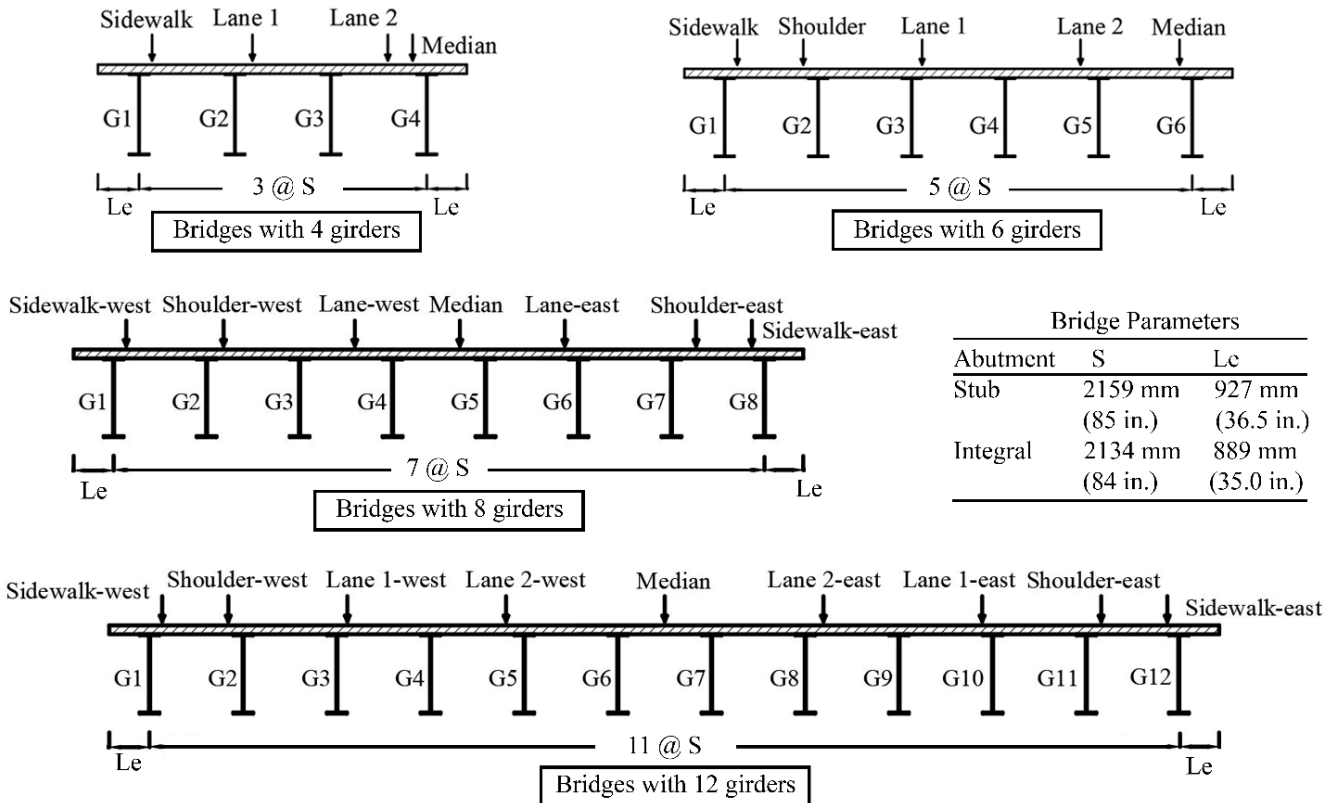 Sidewalk Lane 1 Lane 2
Median
G1 G2 G3 G4
3 @ S
Le Le
Bridges with 4 girders
Sidewalk Shoulder Lane 1 Lane 2 Median
G1 G2 G3 G4 G5 G6
5 @ S
Le Le
Bridges with 6 girders
Sidewalk-west Shoulder-west Lane-west Median Lane-east Shoulder-east
Sidewalk-east
G1 G2 G3 G4 G5 G6 G7 G8
7 @ S
Le Le
Bridges with 8 girders
Bridge Parameters
Abutment S Le
Stub 2159 mm 927 mm
(85 in.) (36.5 in.)
Integral 2134 mm 889 mm
(84 in.) (35.0 in.)
Sidewalk-west Shoulder-west Lane 1-west Lane 2-west Median Lane 2-east Lane 1-east Shoulder-east
Sidewalk-east
G1 G2 G3 G4 G5 G6 G7 G8 G9 G10 G11 G12
11 @ S
Le Le
Bridges with 12 girders